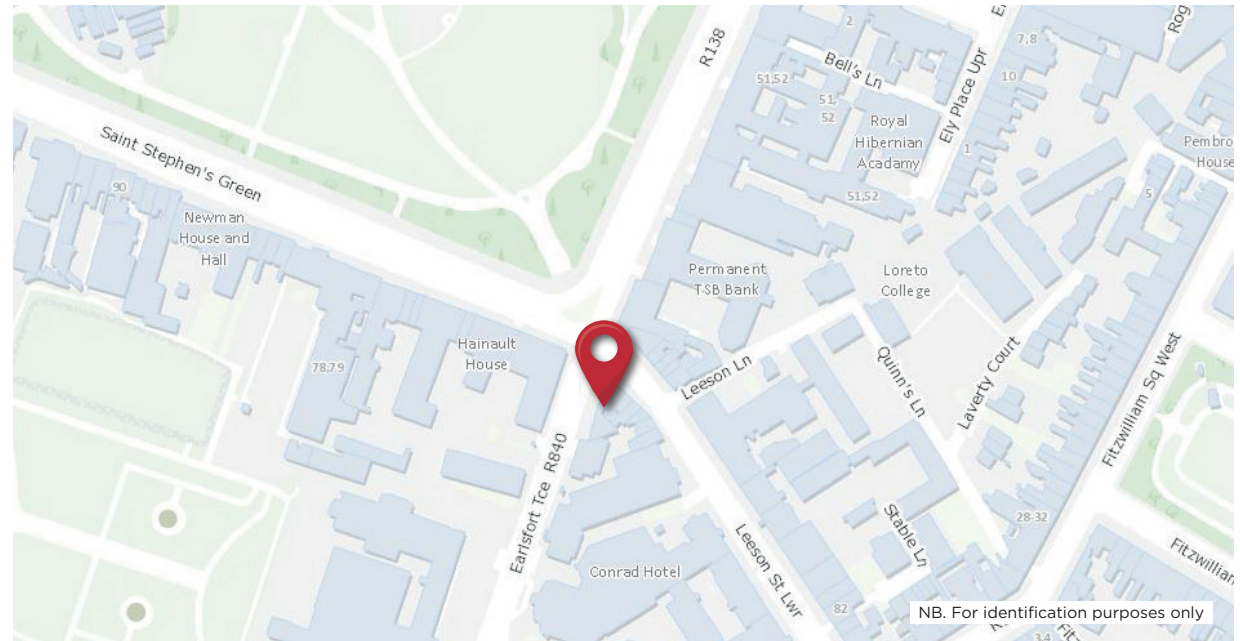 R138
2
Bell's Ln
51,52
51,
52
Royal
Hibernian
Acadamy
51,52
Ely Place Upr
7,8
10
1
Rog
Pembro
House
5
Saint Stephen's Green
90
Newman
House and
Hall
Permanent
TSB Bank
Loreto
College
Hainault
House
78,79
Leeson Ln
Quinn's Ln
Laverty Court
Fitzwilliam Sq West
Earlsfort Tce R840
28-32
Stable Ln
Fitzwilliam
Conrad Hotel
Leeson St Lwr
82
3,4
NB. For identification purposes only